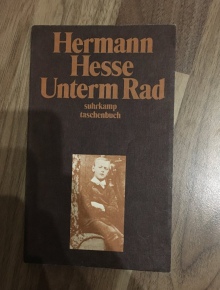 Hermann
Hesse
Unterm Rad
suhrkamp
taschenbuch